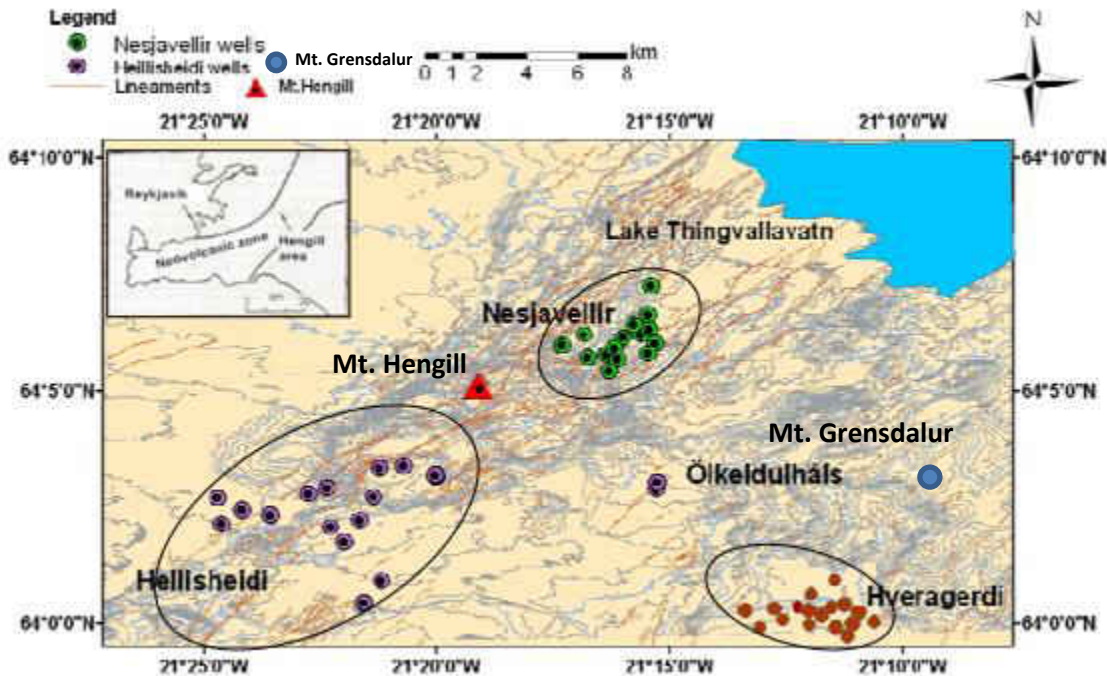 Legend
Nesjavellir wells
Hellisheidi wells
Mt. Grensdalur
Lineaments
Mt.Hengill
km
0 1 2 4 6 8
N
21°25'0"W 21°20'0"W 21°15'0"W 21°10'0"W
64°10'0"N 64°10'0"N
Reykjavik
Neovolcanic zone
Hengill
area
Lake Thingvallavatn
Nesjavellir
Mt. Hengill
64°5'0"N 64°5'0"N
Mt. Grensdalur
Ölkelduháls
Hellisheidi
Hveragerdi
64°0'0"N 64°0'0"N
21°25'0"W 21°20'0"W 21°15'0"W 21°10'0"W